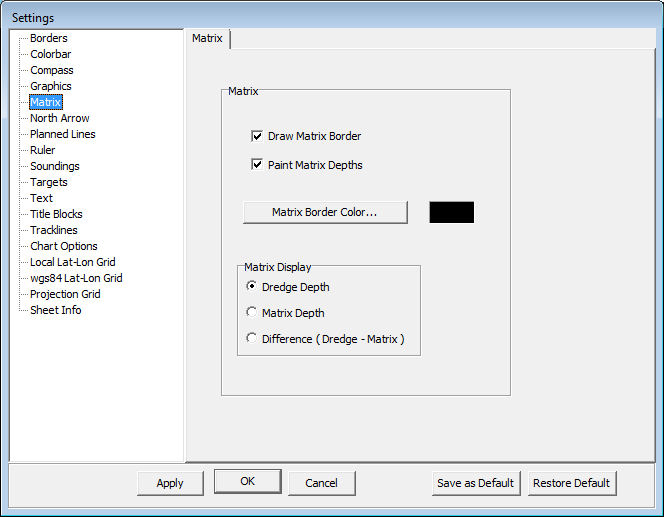 Settings
Borders
Colorbar
Compass
Graphics
Matrix
North Arrow
Planned Lines
Ruler
Soundings
Targets
Text
Title Blocks
Tracklines
Chart Options
Local Lat-Lon Grid
wgs84 Lat-Lon Grid
Projection Grid
Sheet Info
Matrix
Matrix
Draw Matrix Border
Paint Matrix Depths
Matrix Border Color...
Matrix Display
Dredge Depth
Matrix Depth
Difference ( Dredge - Matrix )
Apply OK Cancel Save as Default Restore Default